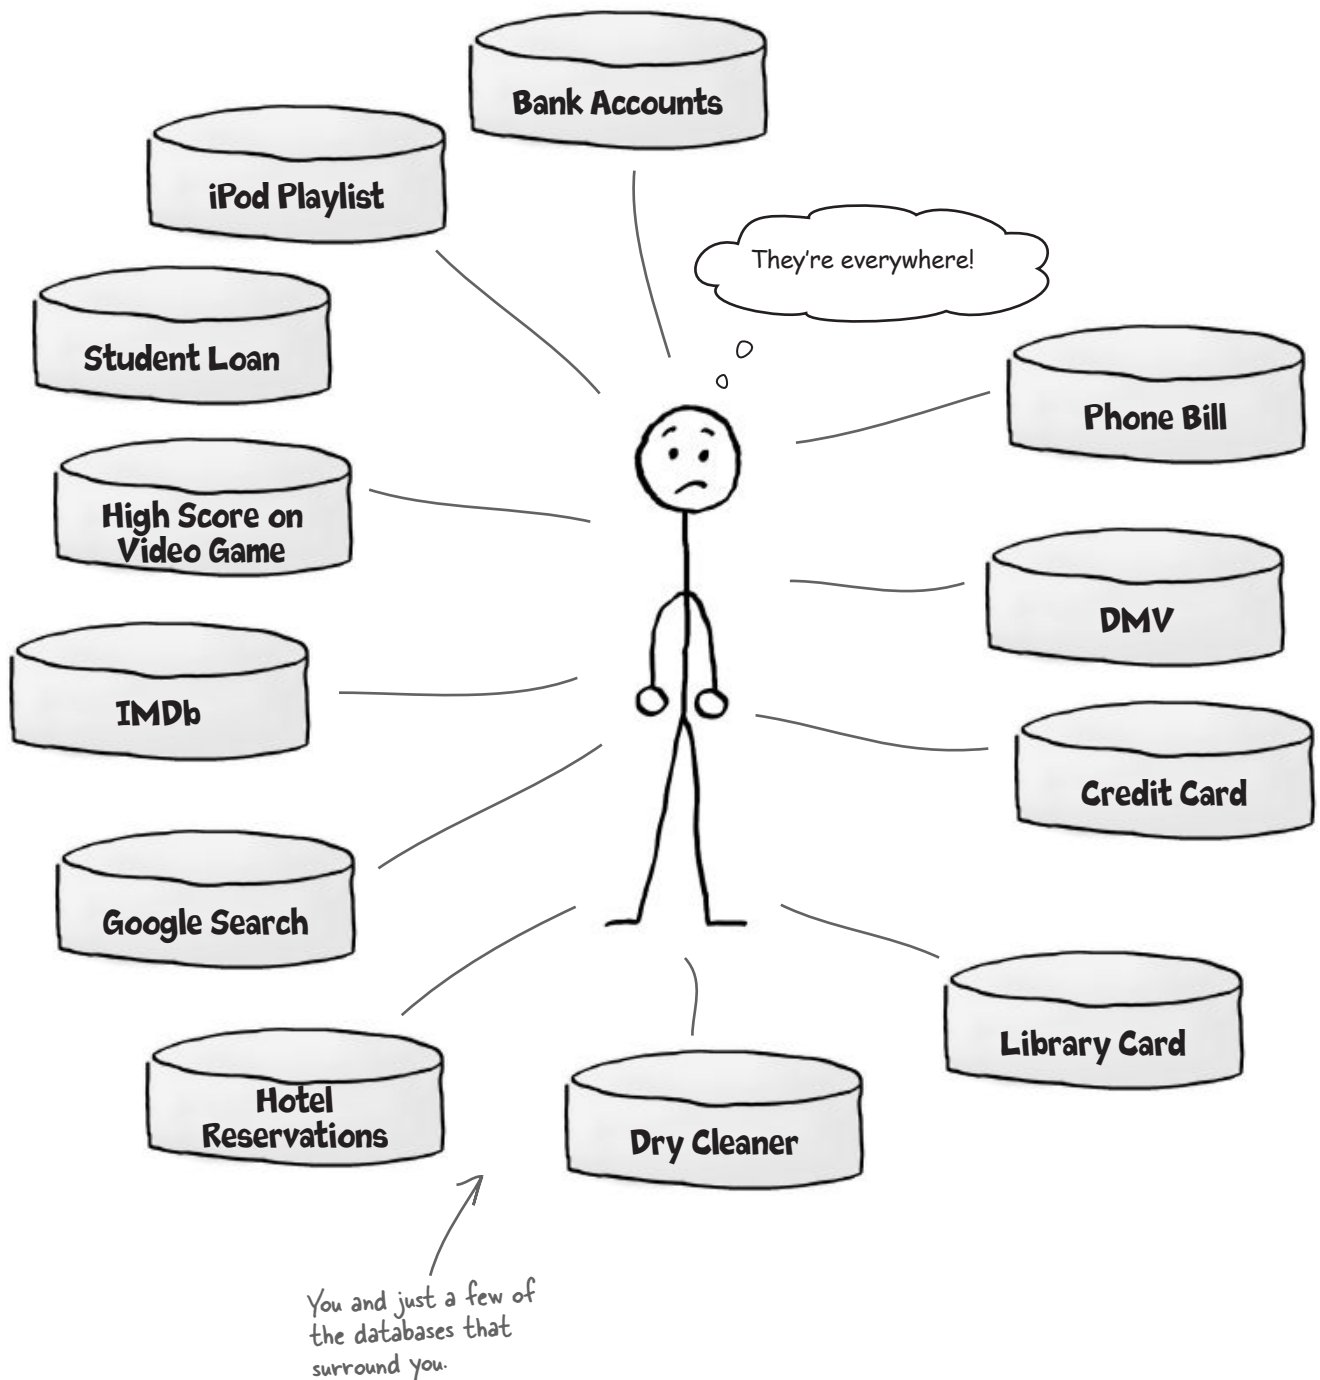 Bank Accounts
iPod Playlist
They're everywhere!
Student Loan
Phone Bill
High Score on
Video Game
DMV
IMDb
Credit Card
Google Search
Library Card
Hotel
Reservations
Dry Cleaner
You and just a few of
the databases that
surround you.